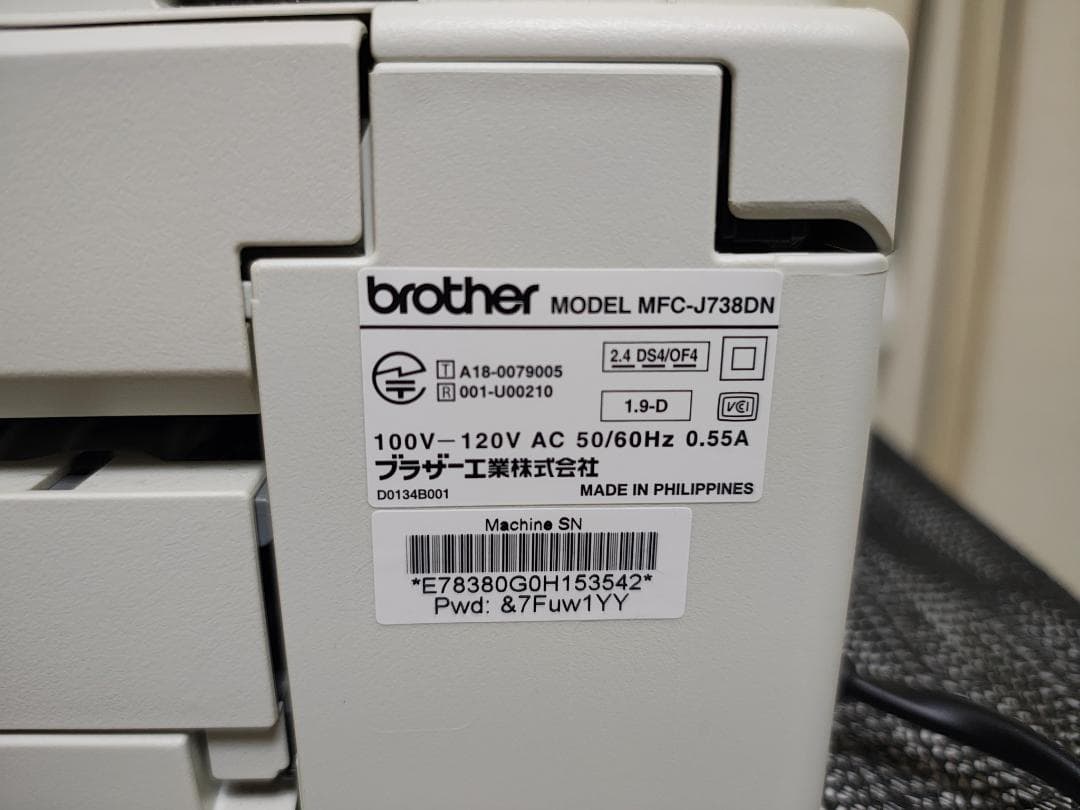 brother MODEL MFC-J738DN
T A18-0079005
R 001-U00210
2.4 DS4/OF4
1.9-D
VCI
100V-120V AC 50/60Hz 0.55A
ブラザー工業株式会社
D0134B001 MADE IN PHILIPPINES
Machine SN
*E78380G0H153542*
Pwd: &7Fuw1YY